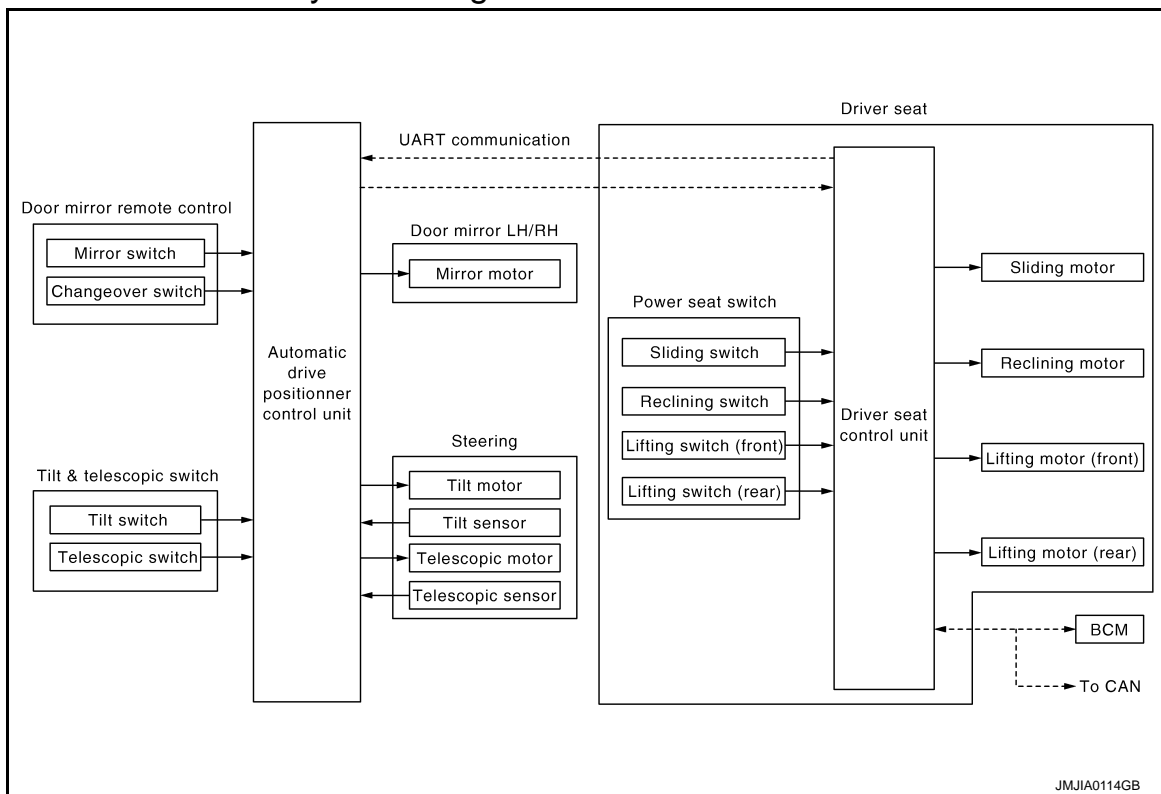 Driver seat
UART communication
Door mirror remote control
Mirror switch
Changeover switch
Door mirror LH/RH
Mirror motor
Automatic
drive
positionner
control unit
Tilt & telescopic switch
Tilt switch
Telescopic switch
Steering
Tilt motor
Tilt sensor
Telescopic motor
Telescopic sensor
Power seat switch
Sliding switch
Reclining switch
Lifting switch (front)
Lifting switch (rear)
Driver seat
control unit
Sliding motor
Reclining motor
Lifting motor (front)
Lifting motor (rear)
BCM
To CAN
JMJIA0114GB